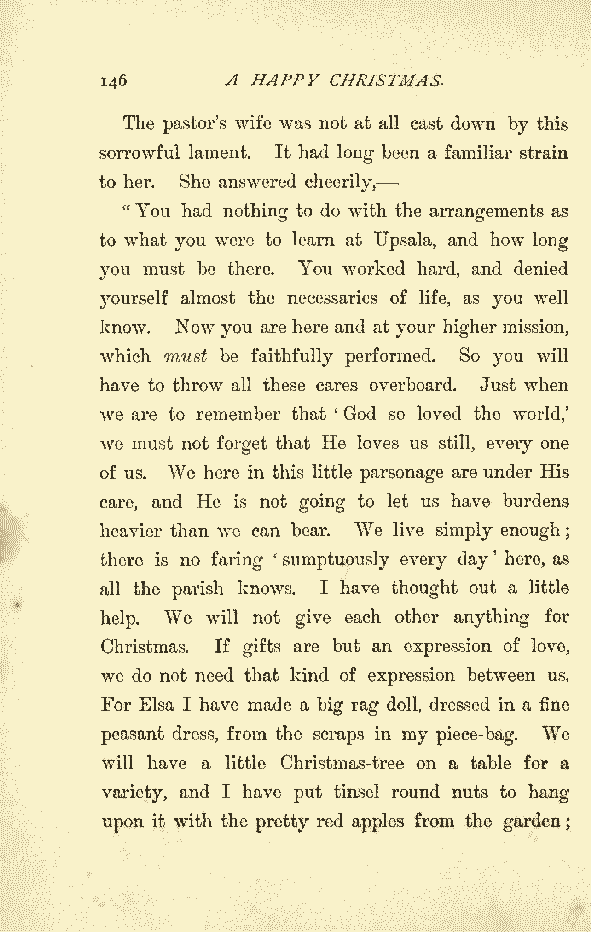 146 A HAPPY CHRISTMAS.
The pastor's wife was not at all cast down by this
sorrowful lament. It had long been a familiar strain
to her. She answered cheerily,—
"You had nothing to do with the arrangements as
to what you were to learn at Upsala, and how long
you must be there. You worked hard, and denied
yourself almost the necessaries of life, as you well
know. Now you are here and at your higher mission,
which must be faithfully performed. So you will
have to throw all these cares overboard. Just when
we are to remember that 'God so loved the world,'
we must not forget that He loves us still, every one
of us. We here in this little parsonage are under His
care, and He is not going to let us have burdens
heavier than we can bear. We live simply enough;
there is no faring 'sumptuously every day' here, as
all the parish knows. I have thought out a little
help. We will not give each other anything for
Christmas. If gifts are but an expression of love,
we do not need that kind of expression between us.
For Elsa I have made a big rag doll, dressed in a fine
peasant dress, from the scraps in my piece-bag. We
will have a little Christmas-tree on a table for a
variety, and I have put tinsel round nuts to hang
upon it with the pretty red apples from the garden;